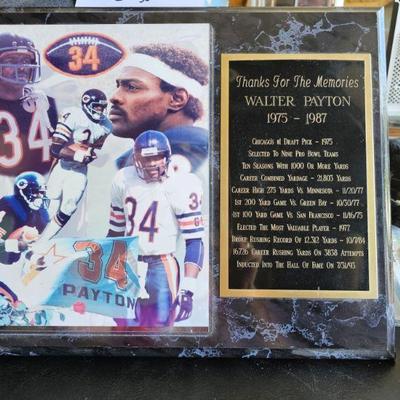 34
34
34
34
34
PAYTON
Thanks For The Memories
WALTER PAYTON
1975 - 1987
CHICAGO'S #1 DRAFT PICK - 1975
SELECTED TO NINE PRO BOWL TEAMS
TEN SEASONS WITH 1000 OR MORE YARDS
CAREER COMBINED YARDAGE - 21,803 YARDS
CAREER HIGH 275 YARDS VS. MINNESOTA - 11/20/77
1ST 200 YARD GAME VS. GREEN BAY - 10/30/77
1ST 100 YARD GAME VS SAN FRANCISCO - 11/16/75
ELECTED THE MOST VALUABLE PLAYER - 1977
BROKE RUSHING RECORD OF 12,312 YARDS - 10/7/84
16,726 CAREER RUSHING YARDS ON 3838 ATTEMPTS
INDUCTED INTO THE HALL OF FAME ON 7/31/93